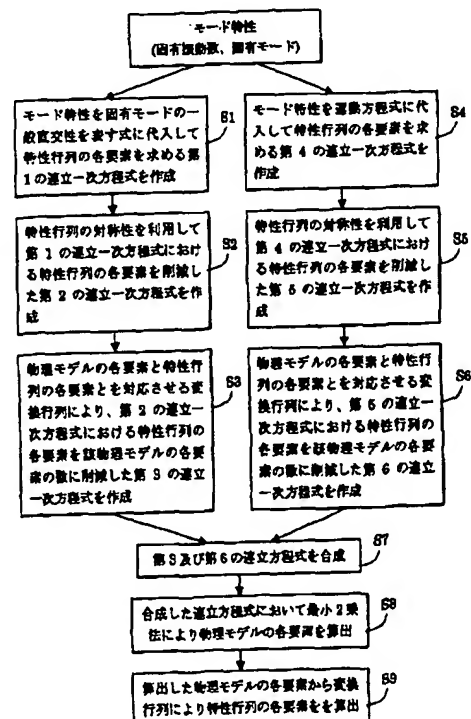 モード特性
(固有振動数、固有モード)
S1
モード特性を固有モードの一
般直交性を表す式に代入して
特性行列の各要素を求める第
1の連立一次方程式を作成
S2
特性行列の対称性を利用して
第2の連立一次方程式におけ
る特性行列の各要素を削減し
た第2の連立一次方程式を作
成
S3
物理モデルの各要素と特性行
列の各要素とを対応させる変
換行列により、第2の連立一
次方程式における特性行列の
各要素を該物理モデルの各要
素の数に削減した第3の連立
一次方程式を作成
S4
モード特性を運動方程式に代
入して特性行列の各要素を求
める第4の連立一次方程式を
作成
S5
特性行列の対称性を利用して
第4の連立一次方程式におけ
る特性行列の各要素を削減し
た第5の連立一次方程式を作
成
S6
物理モデルの各要素と特性行
列の各要素とを対応させる変
換行列により、第5の連立一
次方程式における特性行列の
各要素を該物理モデルの各要
素の数に削減した第6の連立
一次方程式を作成
S7
第3及び第6の連立方程式を合成
S8
合成した連立方程式において最小2乗
法により物理モデルの各要素を算出
S9
算出した物理モデルの各要素から変換
行列により特性行列の各要素をを算出